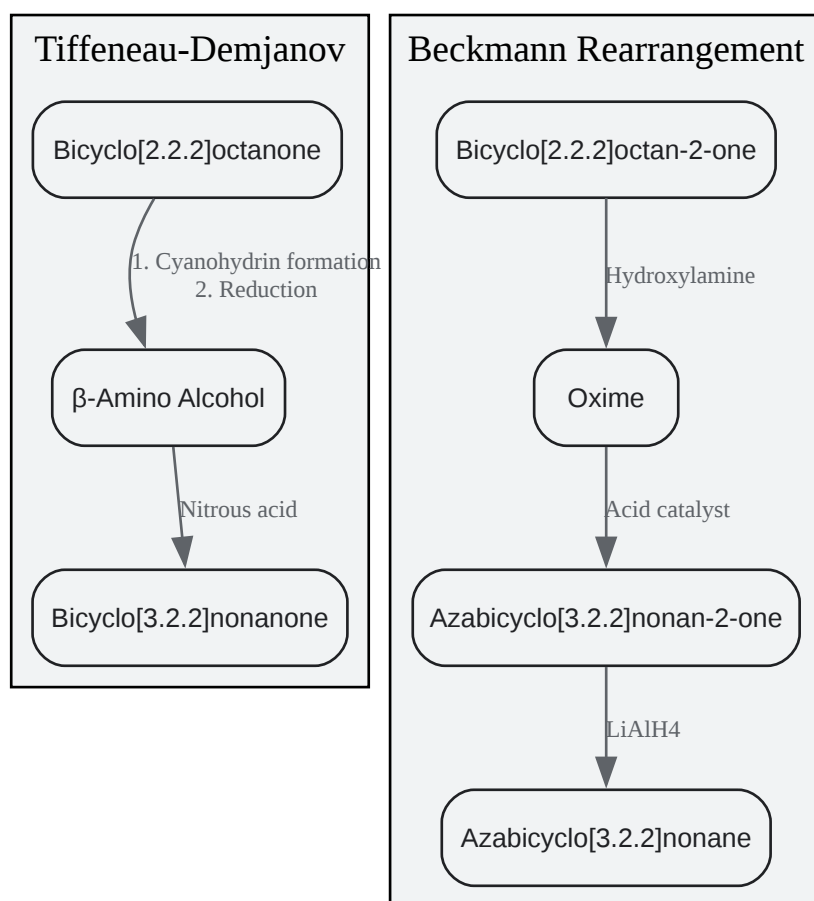 Tiffeneau-Demjanov
Bicyclo[2.2.2]octanone
1. Cyanohydrin formation
2. Reduction
β-Amino Alcohol
Nitrous acid
Bicyclo[3.2.2]nonanone
Beckmann Rearrangement
Bicyclo[2.2.2]octan-2-one
Hydroxylamine
Oxime
Acid catalyst
Azabicyclo[3.2.2]nonan-2-one
LiAlH4
Azabicyclo[3.2.2]nonane